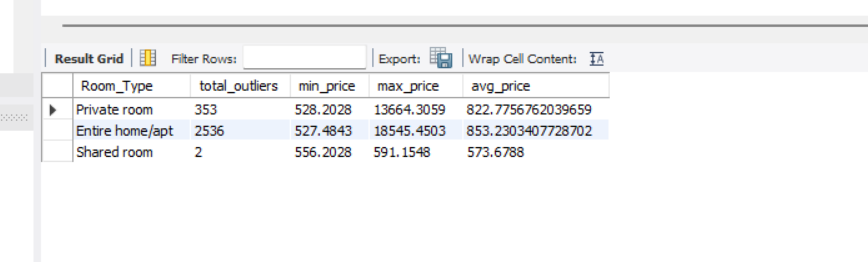 Result Grid Filter Rows: Export: Wrap Cell Content: IA
Room_Type total_outliers min_price max_price avg_price
Private room 353 528.2028 13664.3059 822.7756762039659
Entire home/apt 2536 527.4843 18545.4503 853.2303407728702
Shared room 2 556.2028 591.1548 573.6788